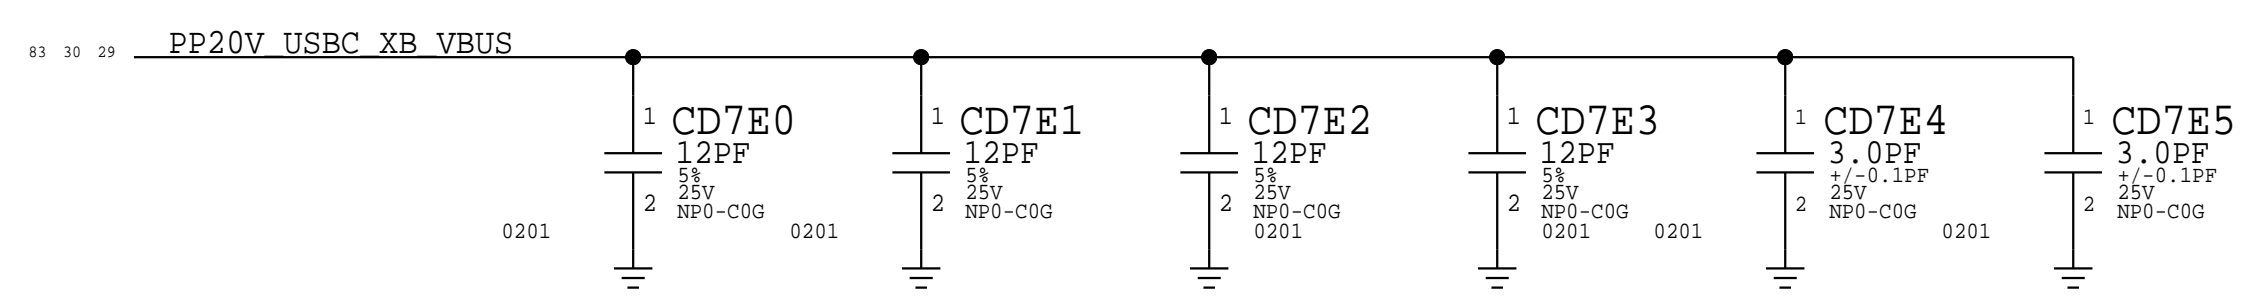 83 30 29 PP20V_USBC_XB_VBUS
1 CD7E0
12PF
5%
25V
2 NP0-C0G
0201
1 CD7E1
12PF
5%
25V
2 NP0-C0G
0201
1 CD7E2
12PF
5%
25V
2 NP0-C0G
0201
1 CD7E3
12PF
5%
25V
2 NP0-C0G
0201
1 CD7E4
3.0PF
+/-0.1PF
25V
2 NP0-C0G
0201
1 CD7E5
3.0PF
+/-0.1PF
25V
2 NP0-C0G
0201